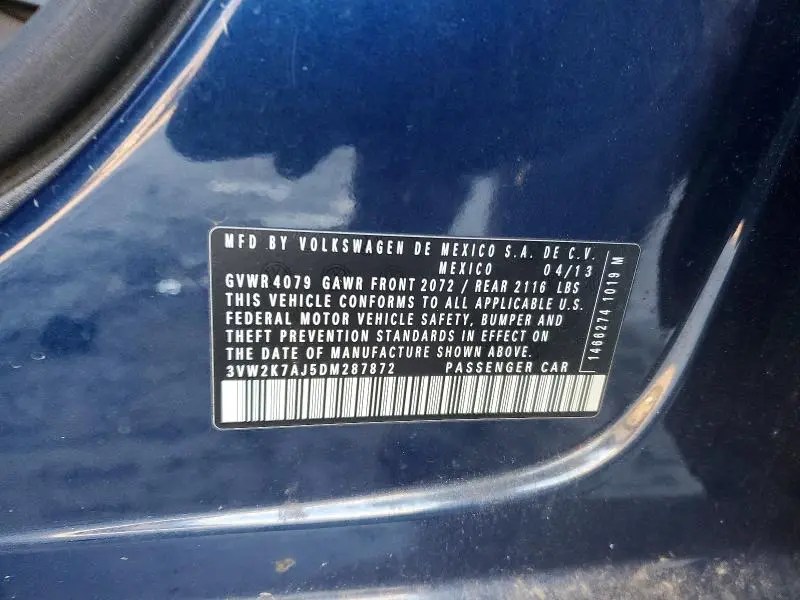 MFD BY VOLKSWAGEN DE MEXICO S.A. DE C.V.
MEXICO 04/13
GVWR 4079 GAWR FRONT 2072 / REAR 2116 LBS
THIS VEHICLE CONFORMS TO ALL APPLICABLE U.S.
FEDERAL MOTOR VEHICLE SAFETY, BUMPER AND
THEFT PREVENTION STANDARDS IN EFFECT ON
THE DATE OF MANUFACTURE SHOWN ABOVE.
3VW2K7AJ5DM287872 PASSENGER CAR
1466274 1019 M